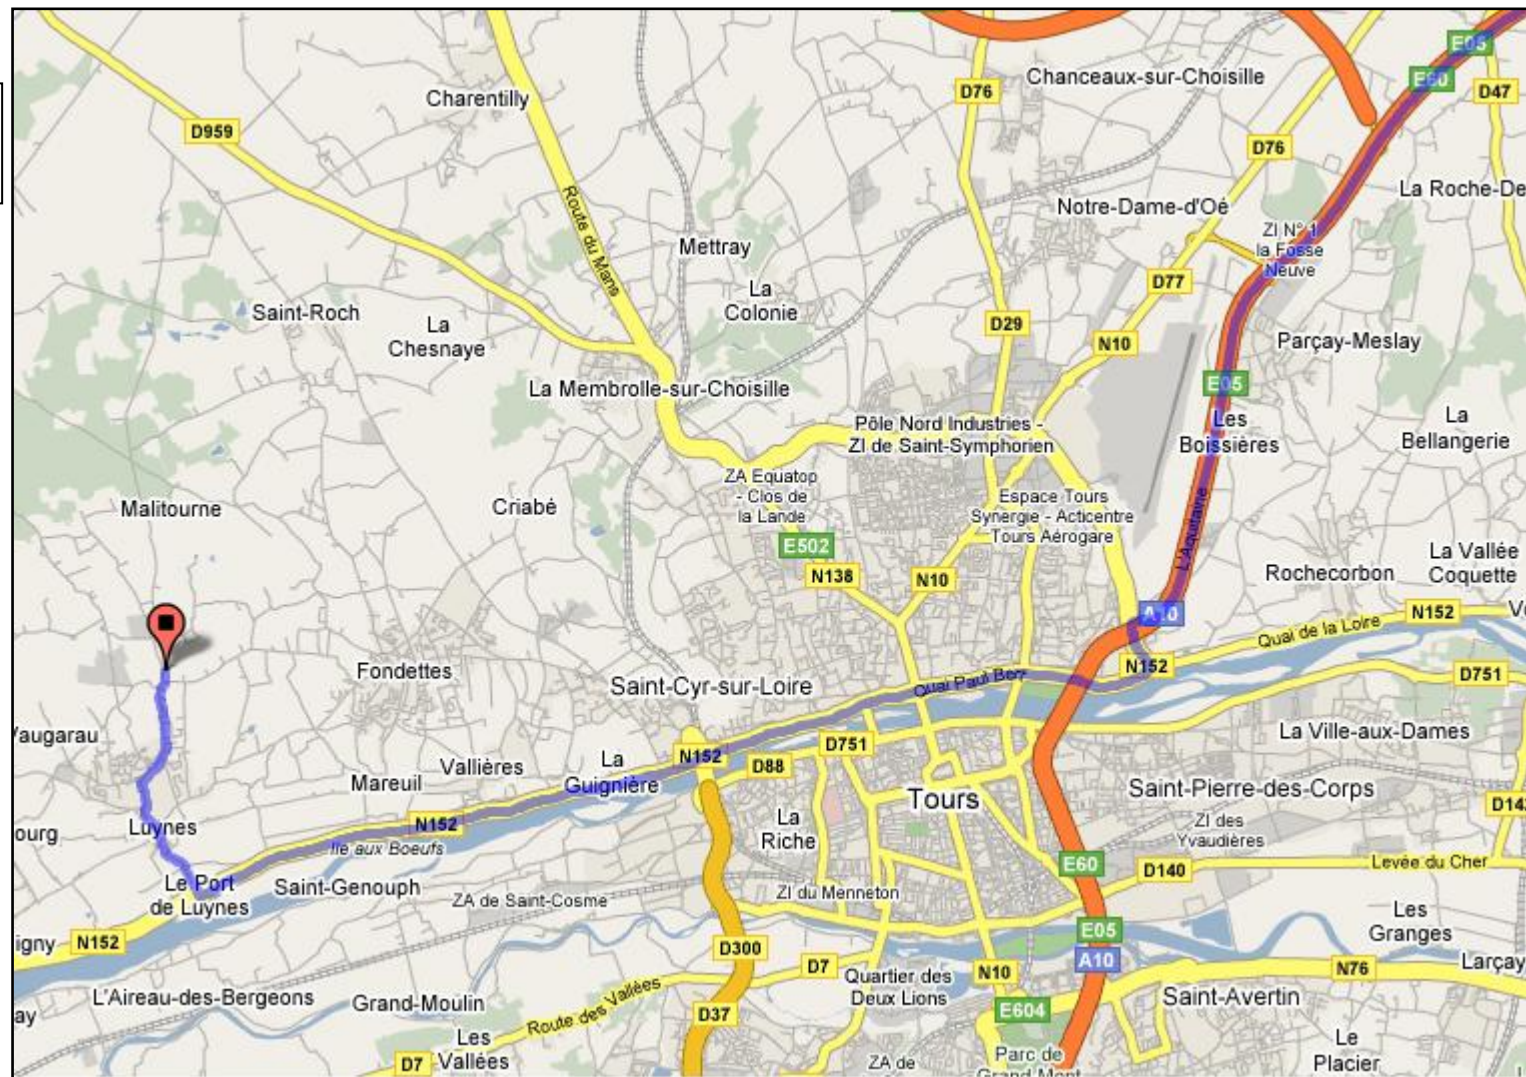 E05
E60
Chanceaux-sur-Choisille
D76
D47
Charentilly
D959
D76
La Roche-De
Route du Mans
Notre-Dame-d'Oé
ZI N° 1
la Fosse
Neuve
Mettray
D77
La
Colonie
Saint-Roch
La
Chesnaye
D29
N10
Parçay-Meslay
E05
La Membrolle-sur-Choisille
Les
Boissières
La
Bellangerie
Pôle Nord Industries -
ZI de Saint-Symphorien
ZA Equatop
- Clos de
la Lande
Malitourne
Criabé
Espace Tours
Synergie - Acticentre
Tours Aérogare
L'Aquitaine
E502
N138
N10
La Vallée
Coquette
Rochecorbon
A10
N152
Quai de la Loire
Fondettes
N152
D751
Saint-Cyr-sur-Loire
Quai Paul Bert
Vaugarau
La Ville-aux-Dames
D751
N152
D88
La
Guignière
Vallières
Mareuil
Tours
Saint-Pierre-des-Corps
D142
ourg
Luynes
N152
Ile aux Boeufs
La
Riche
ZI des
Yvaudières
E60
D140
Levée du Cher
Le Port
de Luynes
Saint-Genouph
ZA de Saint-Cosme
ZI du Menneton
Les
Granges
igny
N152
D300
E05
A10
D7
N10
N76
Larçay
Quartier des
Deux Lions
L'Aireau-des-Bergeons
Grand-Moulin
Saint-Avertin
ay
Route des Vallées
D37
E604
Les
Vallées
D7
ZA de
Parc de
Grand Mont
Le
Placier